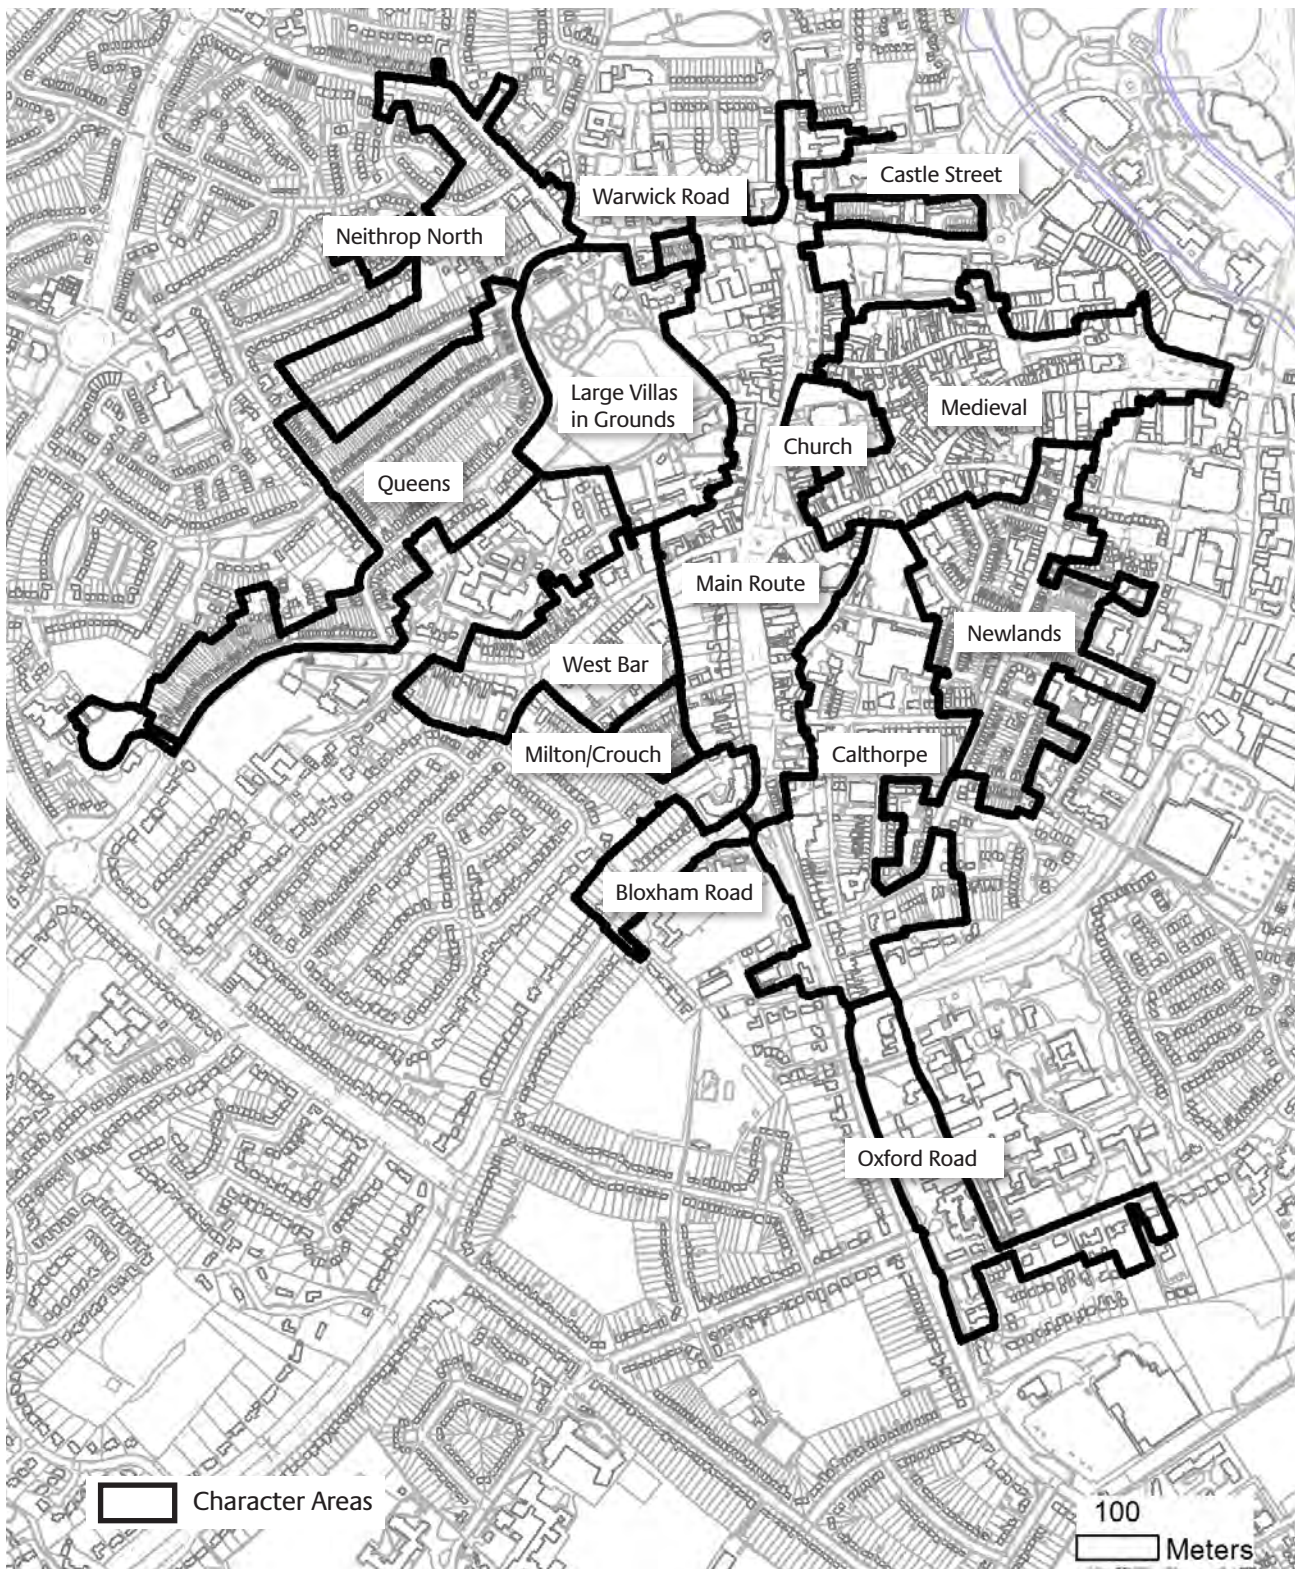 Castle Street
Warwick Road
Neithrop North
Large Villas
in Grounds
Medieval
Church
Queens
Main Route
Newlands
West Bar
Milton/Crouch
Calthorpe
Bloxham Road
Oxford Road
Character Areas
100
Meters